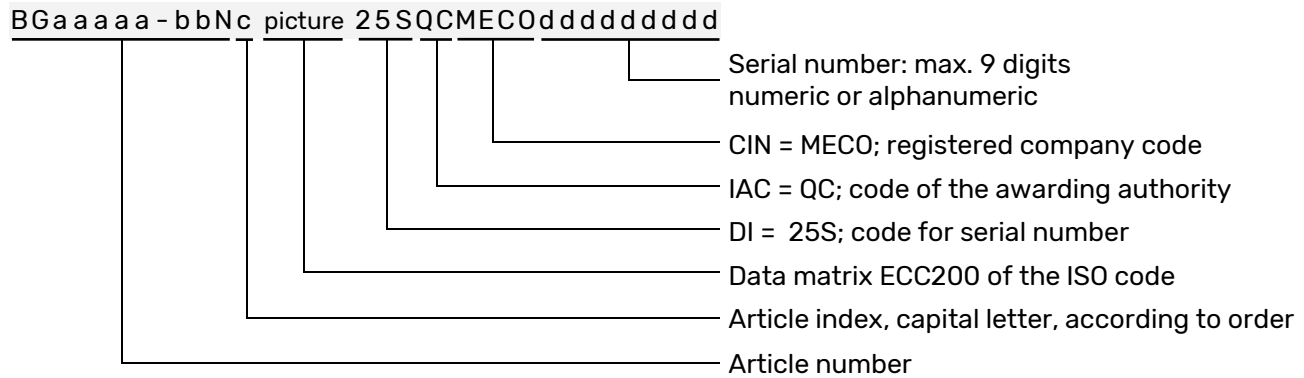 BGaaaaa-bbNc picture 25SQCMECOddddddddd
Serial number: max. 9 digits
numeric or alphanumeric
CIN = MECO; registered company code
IAC = QC; code of the awarding authority
DI = 25S; code for serial number
Data matrix ECC200 of the ISO code
Article index, capital letter, according to order
Article number